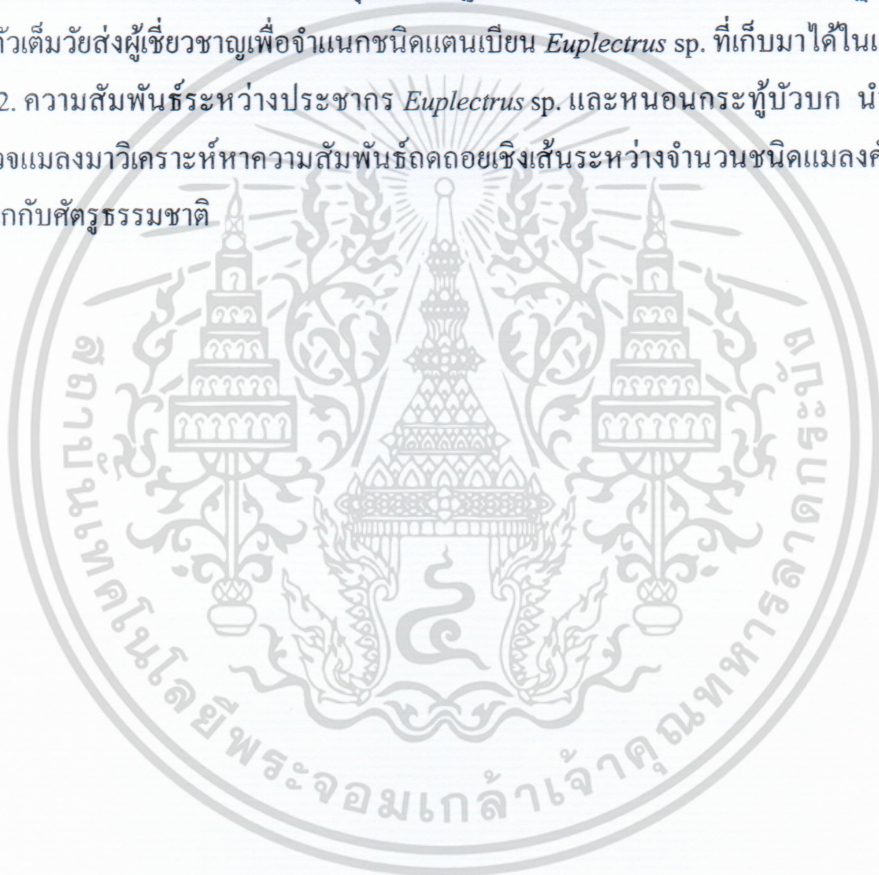 ตัวเต็มวัยส่งผู้เชี่ยวชาญเพื่อจำแนกชนิดแตนเบียน Euplectrus sp. ที่เก็บมาได้ใน
2. ความสัมพันธ์ระหว่างประชากร Euplectrus sp. และหนอนกระทู้บัวบก
แมลงมาวิเคราะห์หาความสัมพันธ์ถดถอยเชิงเส้นระหว่างจำนวนชนิดแมลง
กับศัตรูธรรมชาติ
สถาบันเทคโนโลยีพระจอมเกล้าเจ้าคุณทหารลาดกระบัง